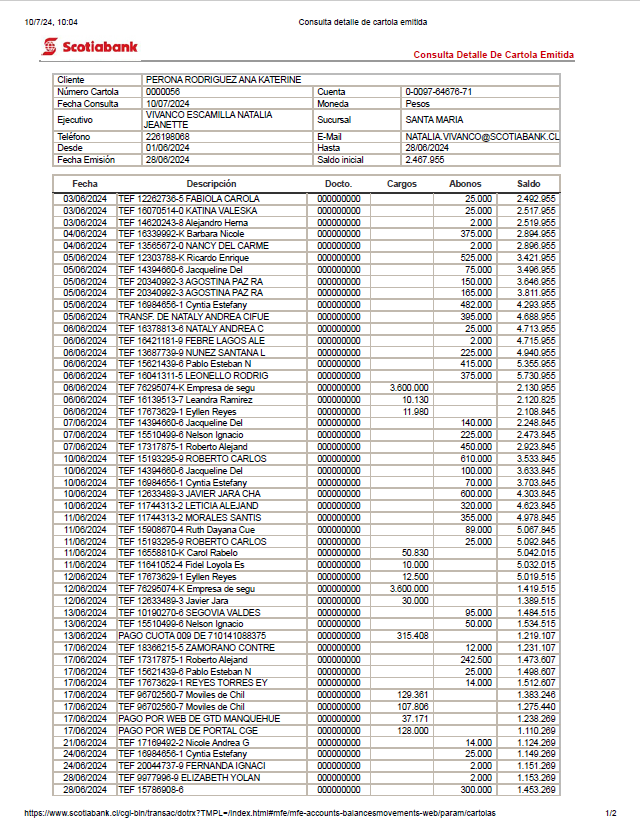 10/7/24, 10:04 Consulta detalle de cartola emitida
Scotiabank
Consulta Detalle De Cartola Emitida
Cliente PERONA RODRIGUEZ ANA KATERINE
Número Cartola 0000056 Cuenta 0-0097-64676-71
Fecha Consulta 10/07/2024 Moneda Pesos
Ejecutivo VIVANCO ESCAMILLA NATALIA JEANETTE Sucursal SANTA MARIA
Teléfono 226198068 E-Mail NATALIA.VIVANCO@SCOTIABANK.CL
Desde 01/06/2024 Hasta 28/06/2024
Fecha Emisión 28/06/2024 Saldo inicial 2.467.955
Fecha Descripción Docto. Cargos Abonos Saldo
03/06/2024 TEF 12262736-5 FABIOLA CAROLA 000000000 25.000 2.492.955
03/06/2024 TEF 16070514-0 KATINA VALESKA 000000000 25.000 2.517.955
03/06/2024 TEF 14620243-8 Alejandro Herna 000000000 2.000 2.519.955
04/06/2024 TEF 16339992-K Barbara Nicole 000000000 375.000 2.894.955
04/06/2024 TEF 13565672-0 NANCY DEL CARME 000000000 2.000 2.896.955
05/06/2024 TEF 12303788-K Ricardo Enrique 000000000 525.000 3.421.955
05/06/2024 TEF 14394660-6 Jacqueline Del 000000000 75.000 3.496.955
05/06/2024 TEF 20340992-3 AGOSTINA PAZ RA 000000000 150.000 3.646.955
05/06/2024 TEF 20340992-3 AGOSTINA PAZ RA 000000000 165.000 3.811.955
05/06/2024 TEF 16984656-1 Cyntia Estefany 000000000 482.000 4.293.955
06/06/2024 TRANSF. DE NATALY ANDREA CIFUE 000000000 395.000 4.688.955
06/06/2024 TEF 16378813-6 NATALY ANDREA C 000000000 25.000 4.713.955
06/06/2024 TEF 16421181-9 FEBRE LAGOS ALE 000000000 2.000 4.715.955
06/06/2024 TEF 13687739-9 NUNEZ SANTANA L 000000000 225.000 4.940.955
06/06/2024 TEF 15621439-6 Pablo Esteban N 000000000 415.000 5.355.955
06/06/2024 TEF 16041311-5 LEONELLO RODRIG 000000000 375.000 5.730.955
06/06/2024 TEF 76295074-K Empresa de segu 000000000 3.600.000 2.130.955
06/06/2024 TEF 16139513-7 Leandra Ramirez 000000000 10.130 2.120.825
06/06/2024 TEF 17673629-1 Eyllen Reyes 000000000 11.980 2.108.845
07/06/2024 TEF 14394660-6 Jacqueline Del 000000000 140.000 2.248.845
07/06/2024 TEF 15510499-6 Nelson Ignacio 000000000 225.000 2.473.845
07/06/2024 TEF 17317875-1 Roberto Alejand 000000000 450.000 2.923.845
10/06/2024 TEF 15193295-9 ROBERTO CARLOS 000000000 610.000 3.533.845
10/06/2024 TEF 14394660-6 Jacqueline Del 000000000 100.000 3.633.845
10/06/2024 TEF 16984656-1 Cyntia Estefany 000000000 70.000 3.703.845
10/06/2024 TEF 12633489-3 JAVIER JARA CHA 000000000 600.000 4.303.845
10/06/2024 TEF 11744313-2 LETICIA ALEJAND 000000000 320.000 4.623.845
11/06/2024 TEF 11744313-2 MORALES SANTIS 000000000 355.000 4.978.845
11/06/2024 TEF 15908670-4 Ruth Dayana Cue 000000000 89.000 5.067.845
11/06/2024 TEF 15193295-9 ROBERTO CARLOS 000000000 25.000 5.092.845
11/06/2024 TEF 16558810-K Carol Rabelo 000000000 50.830 5.042.015
11/06/2024 TEF 11641052-4 Fidel Loyola Es 000000000 10.000 5.032.015
12/06/2024 TEF 17673629-1 Eyllen Reyes 000000000 12.500 5.019.515
12/06/2024 TEF 76295074-K Empresa de segu 000000000 3.600.000 1.419.515
12/06/2024 TEF 12633489-3 Javier Jara 000000000 30.000 1.389.515
13/06/2024 TEF 10190270-6 SEGOVIA VALDES 000000000 95.000 1.484.515
13/06/2024 TEF 15510499-6 Nelson Ignacio 000000000 50.000 1.534.515
13/06/2024 PAGO CUOTA 009 DE 710141088375 000000000 315.408 1.219.107
17/06/2024 TEF 18366215-5 ZAMORANO CONTRE 000000000 12.000 1.231.107
17/06/2024 TEF 17317875-1 Roberto Alejand 000000000 242.500 1.473.607
17/06/2024 TEF 15621439-6 Pablo Esteban N 000000000 25.000 1.498.607
17/06/2024 TEF 17673629-1 REYES TORRES EY 000000000 14.000 1.512.607
17/06/2024 TEF 96702560-7 Moviles de Chil 000000000 129.361 1.383.246
17/06/2024 TEF 96702560-7 Moviles de Chil 000000000 107.806 1.275.440
17/06/2024 PAGO POR WEB DE GTD MANQUEHUE 000000000 37.171 1.238.269
17/06/2024 PAGO POR WEB DE PORTAL CGE 000000000 128.000 1.110.269
21/06/2024 TEF 17169492-2 Nicole Andrea G 000000000 14.000 1.124.269
24/06/2024 TEF 16984656-1 Cyntia Estefany 000000000 25.000 1.149.269
24/06/2024 TEF 20044737-9 FERNANDA IGNACI 000000000 2.000 1.151.269
28/06/2024 TEF 9977996-9 ELIZABETH YOLAN 000000000 2.000 1.153.269
28/06/2024 TEF 15786908-6 000000000 300.000 1.453.269
https://www.scotiabank.cl/cgi-bin/transac/dotrx?TMPL=/index.html#mfe/mfe-accounts-balancesmovements-web/param/cartolas 1/2